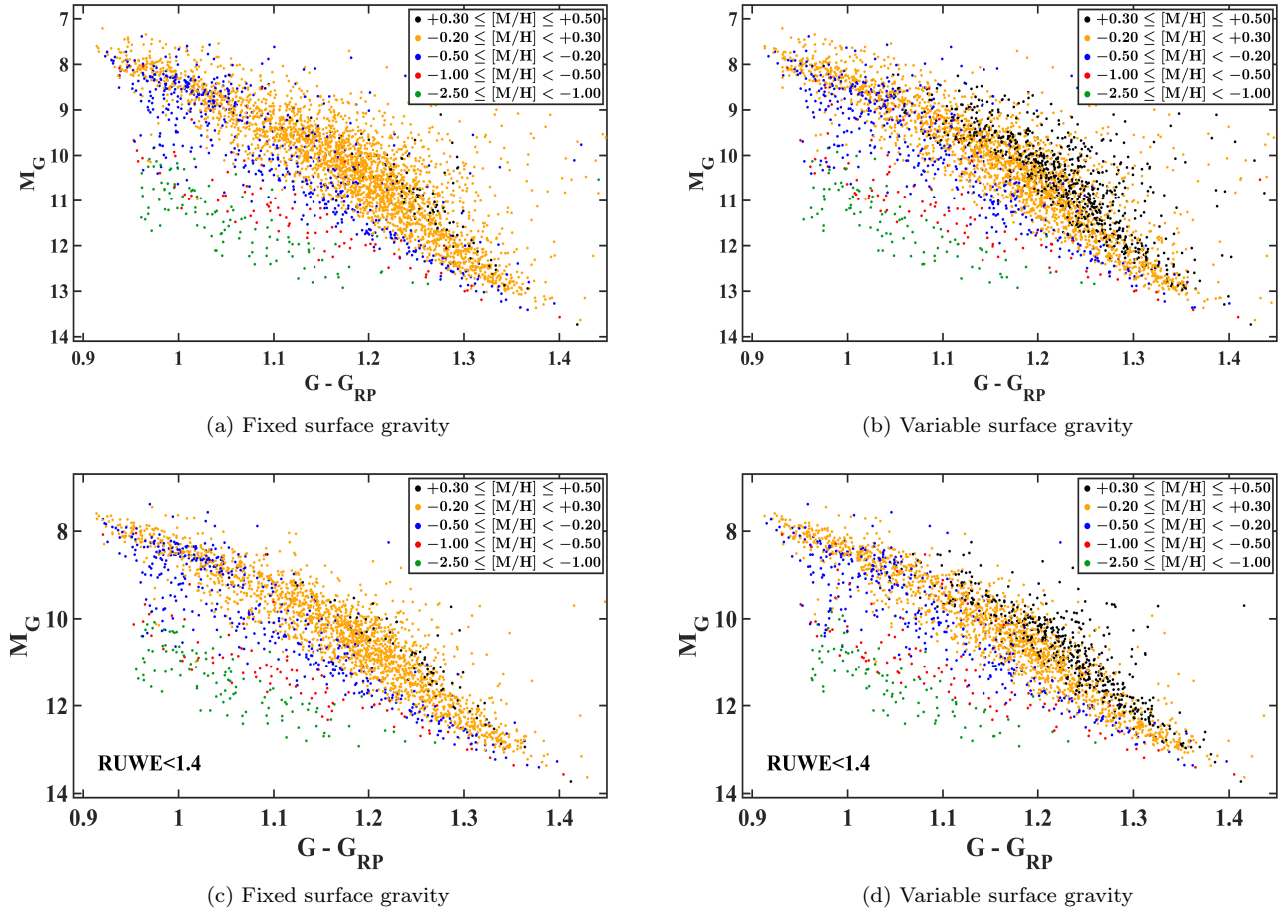 +0.30 ≤ [M/H] ≤ +0.50
−0.20 ≤ [M/H] < +0.30
−0.50 ≤ [M/H] < −0.20
−1.00 ≤ [M/H] < −0.50
−2.50 ≤ [M/H] < −1.00
7
8
9
10
11
12
13
14
M_G
0.9 1 1.1 1.2 1.3 1.4
G - G_RP
(a) Fixed surface gravity
+0.30 ≤ [M/H] ≤ +0.50
−0.20 ≤ [M/H] < +0.30
−0.50 ≤ [M/H] < −0.20
−1.00 ≤ [M/H] < −0.50
−2.50 ≤ [M/H] < −1.00
7
8
9
10
11
12
13
14
M_G
0.9 1 1.1 1.2 1.3 1.4
G - G_RP
(b) Variable surface gravity
+0.30 ≤ [M/H] ≤ +0.50
−0.20 ≤ [M/H] < +0.30
−0.50 ≤ [M/H] < −0.20
−1.00 ≤ [M/H] < −0.50
−2.50 ≤ [M/H] < −1.00
8
10
12
14
M_G
RUWE<1.4
0.9 1 1.1 1.2 1.3 1.4
G - G_RP
(c) Fixed surface gravity
+0.30 ≤ [M/H] ≤ +0.50
−0.20 ≤ [M/H] < +0.30
−0.50 ≤ [M/H] < −0.20
−1.00 ≤ [M/H] < −0.50
−2.50 ≤ [M/H] < −1.00
8
10
12
14
M_G
RUWE<1.4
0.9 1 1.1 1.2 1.3 1.4
G - G_RP
(d) Variable surface gravity